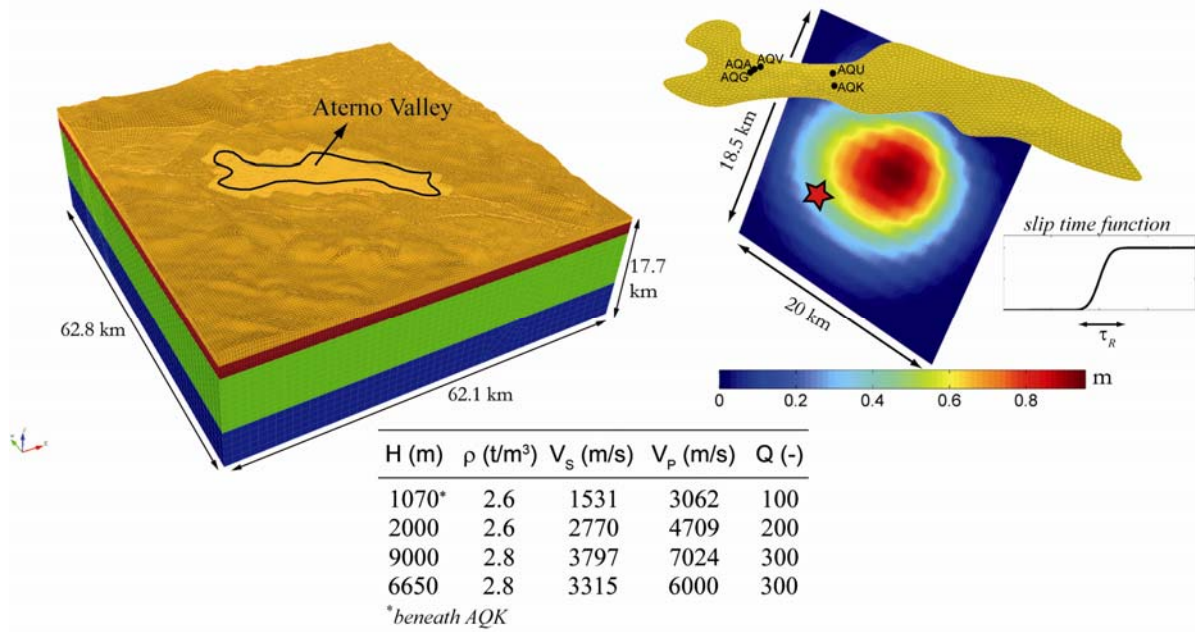 Aterno Valley
62.8 km
62.1 km
17.7
km
AQA
AQV
AQG
AQU
AQK
18.5 km
20 km
slip time function
τR
m
0 0.2 0.4 0.6 0.8
H (m) ρ (t/m³) VS (m/s) VP (m/s) Q (-)
1070* 2.6 1531 3062 100
2000 2.6 2770 4709 200
9000 2.8 3797 7024 300
6650 2.8 3315 6000 300
*beneath AQK